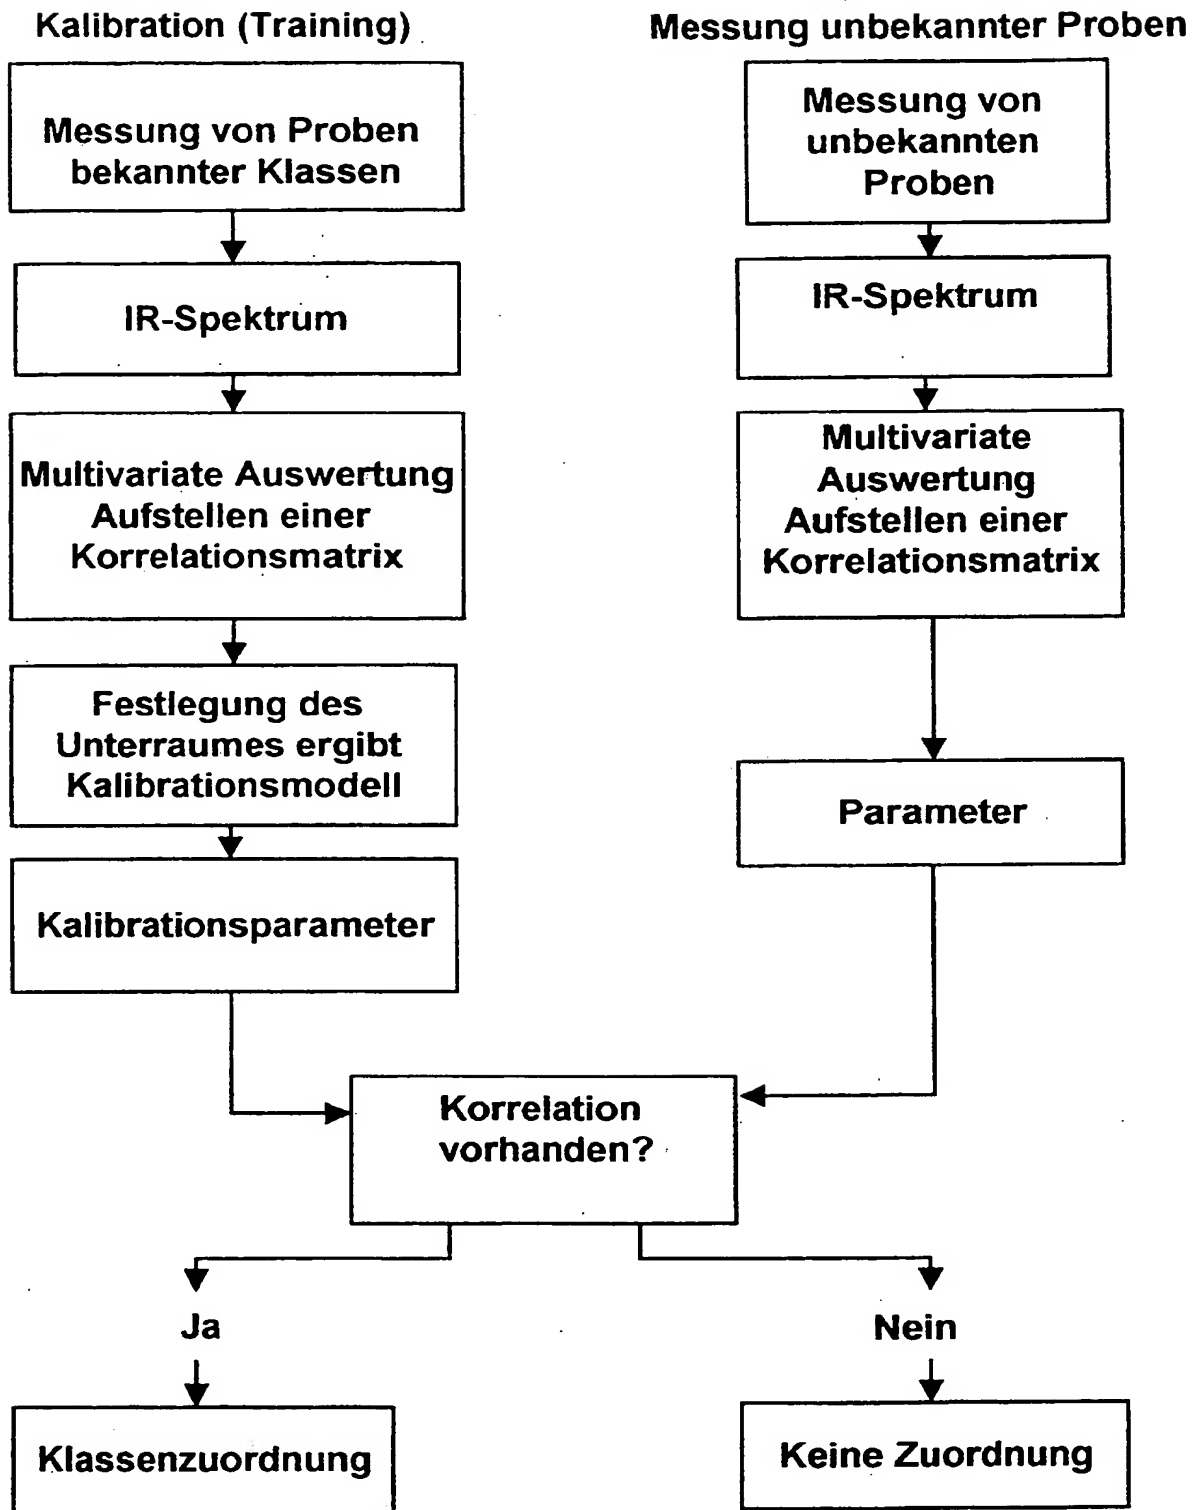 Kalibration (Training)
Messung von Proben
bekannter Klassen
IR-Spektrum
Multivariate Auswertung
Aufstellen einer
Korrelationsmatrix
Festlegung des
Unterraumes ergibt
Kalibrationsmodell
Kalibrationsparameter
Messung unbekannter Proben
Messung von
unbekannten
Proben
IR-Spektrum
Multivariate
Auswertung
Aufstellen einer
Korrelationsmatrix
Parameter
Korrelation
vorhanden?
Ja
Klassenzuordnung
Nein
Keine Zuordnung